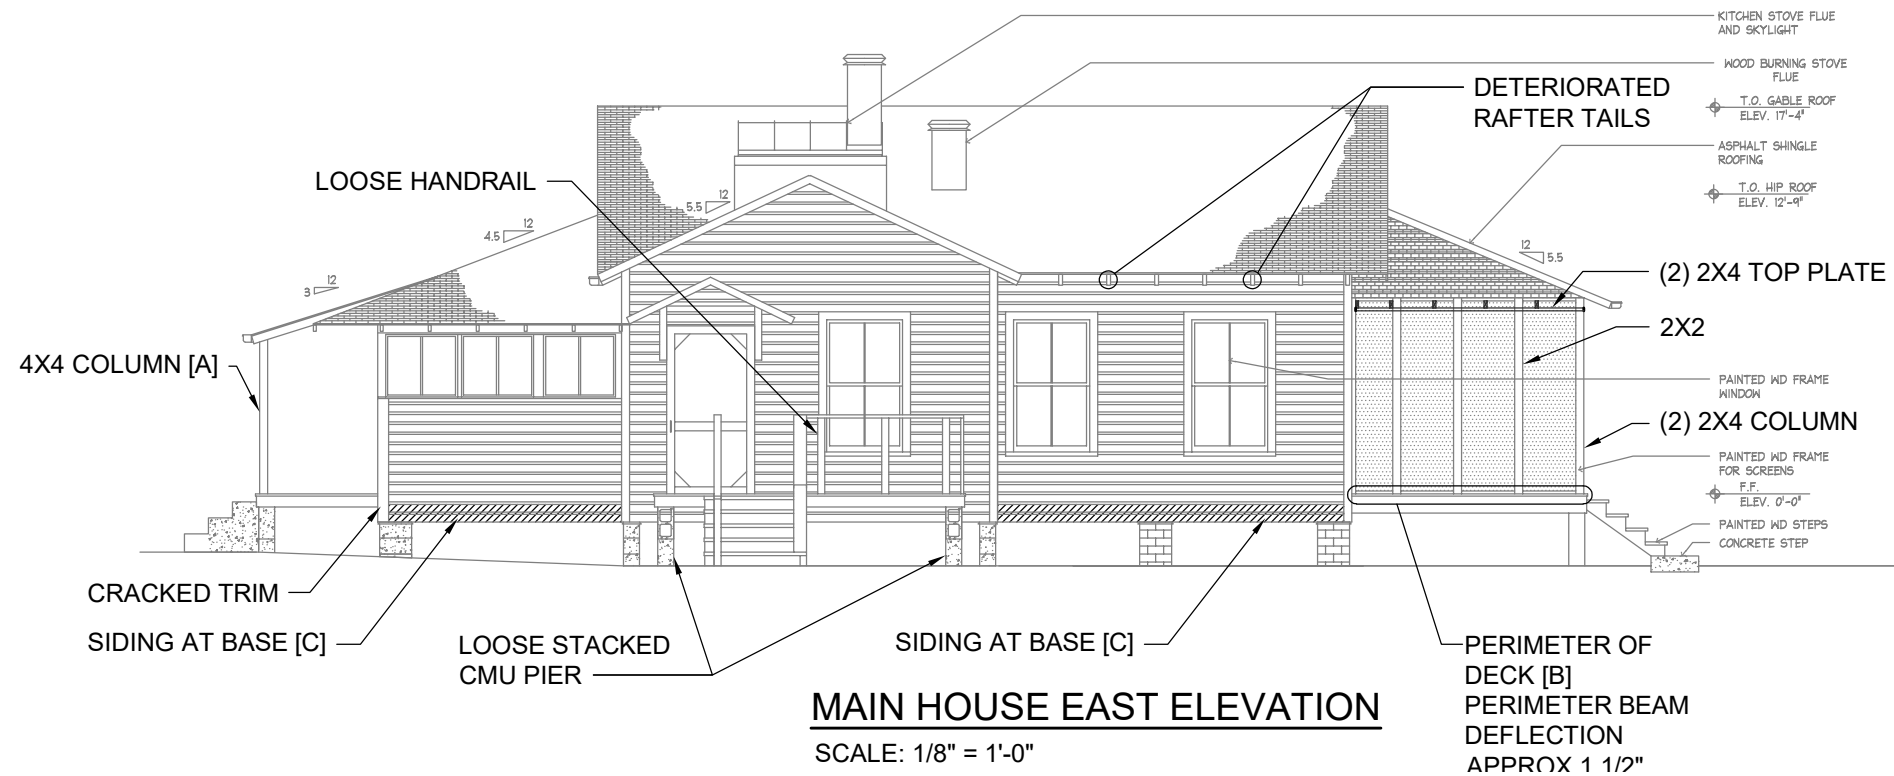 KITCHEN STOVE FLUE
AND SKYLIGHT
WOOD BURNING STOVE
FLUE
DETERIORATED
RAFTER TAILS
T.O. GABLE ROOF
ELEV. 17'-4"
ASPHALT SHINGLE
ROOFING
LOOSE HANDRAIL
T.O. HIP ROOF
ELEV. 12'-9"
12
5.5
12
4.5
12
5.5
12
3
(2) 2X4 TOP PLATE
2X2
4X4 COLUMN [A]
PAINTED WD FRAME
WINDOW
(2) 2X4 COLUMN
PAINTED WD FRAME
FOR SCREENS
F.F.
ELEV. 0'-0"
PAINTED WD STEPS
CONCRETE STEP
CRACKED TRIM
SIDING AT BASE [C]
LOOSE STACKED
CMU PIER
SIDING AT BASE [C]
PERIMETER OF
DECK [B]
PERIMETER BEAM
DEFLECTION
APPROX 1 1/2"
MAIN HOUSE EAST ELEVATION
SCALE: 1/8" = 1'-0"